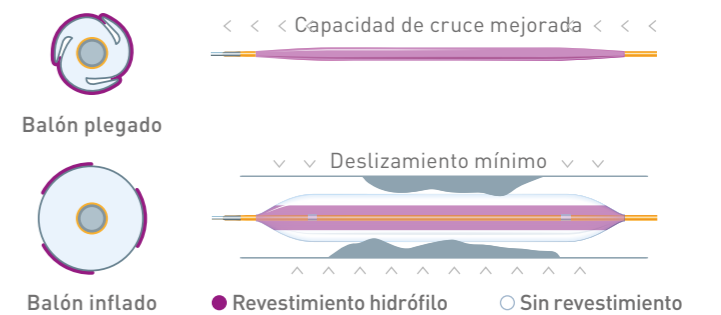 Capacidad de cruce mejorada
Balón plegado
Deslizamiento mínimo
Balón inflado
Revestimiento hidrófilo
Sin revestimiento